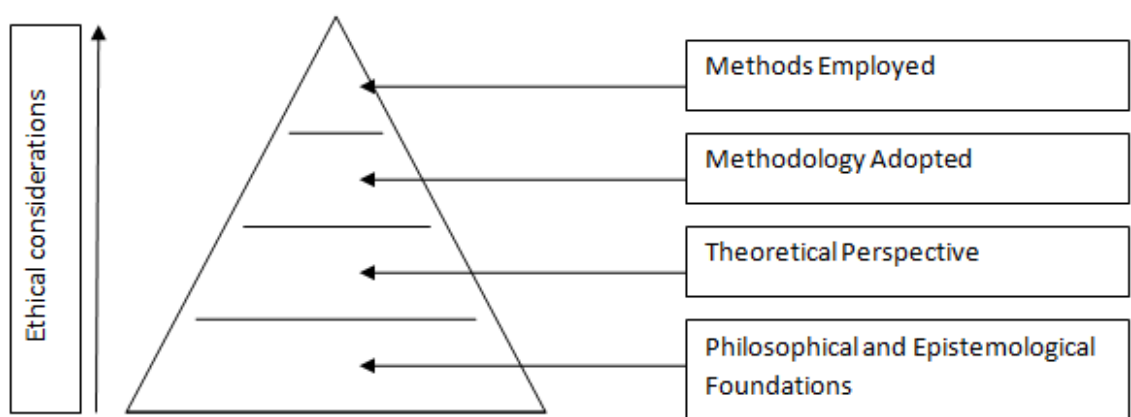 Ethical considerations
Methods Employed
Methodology Adopted
Theoretical Perspective
Philosophical and Epistemological
Foundations